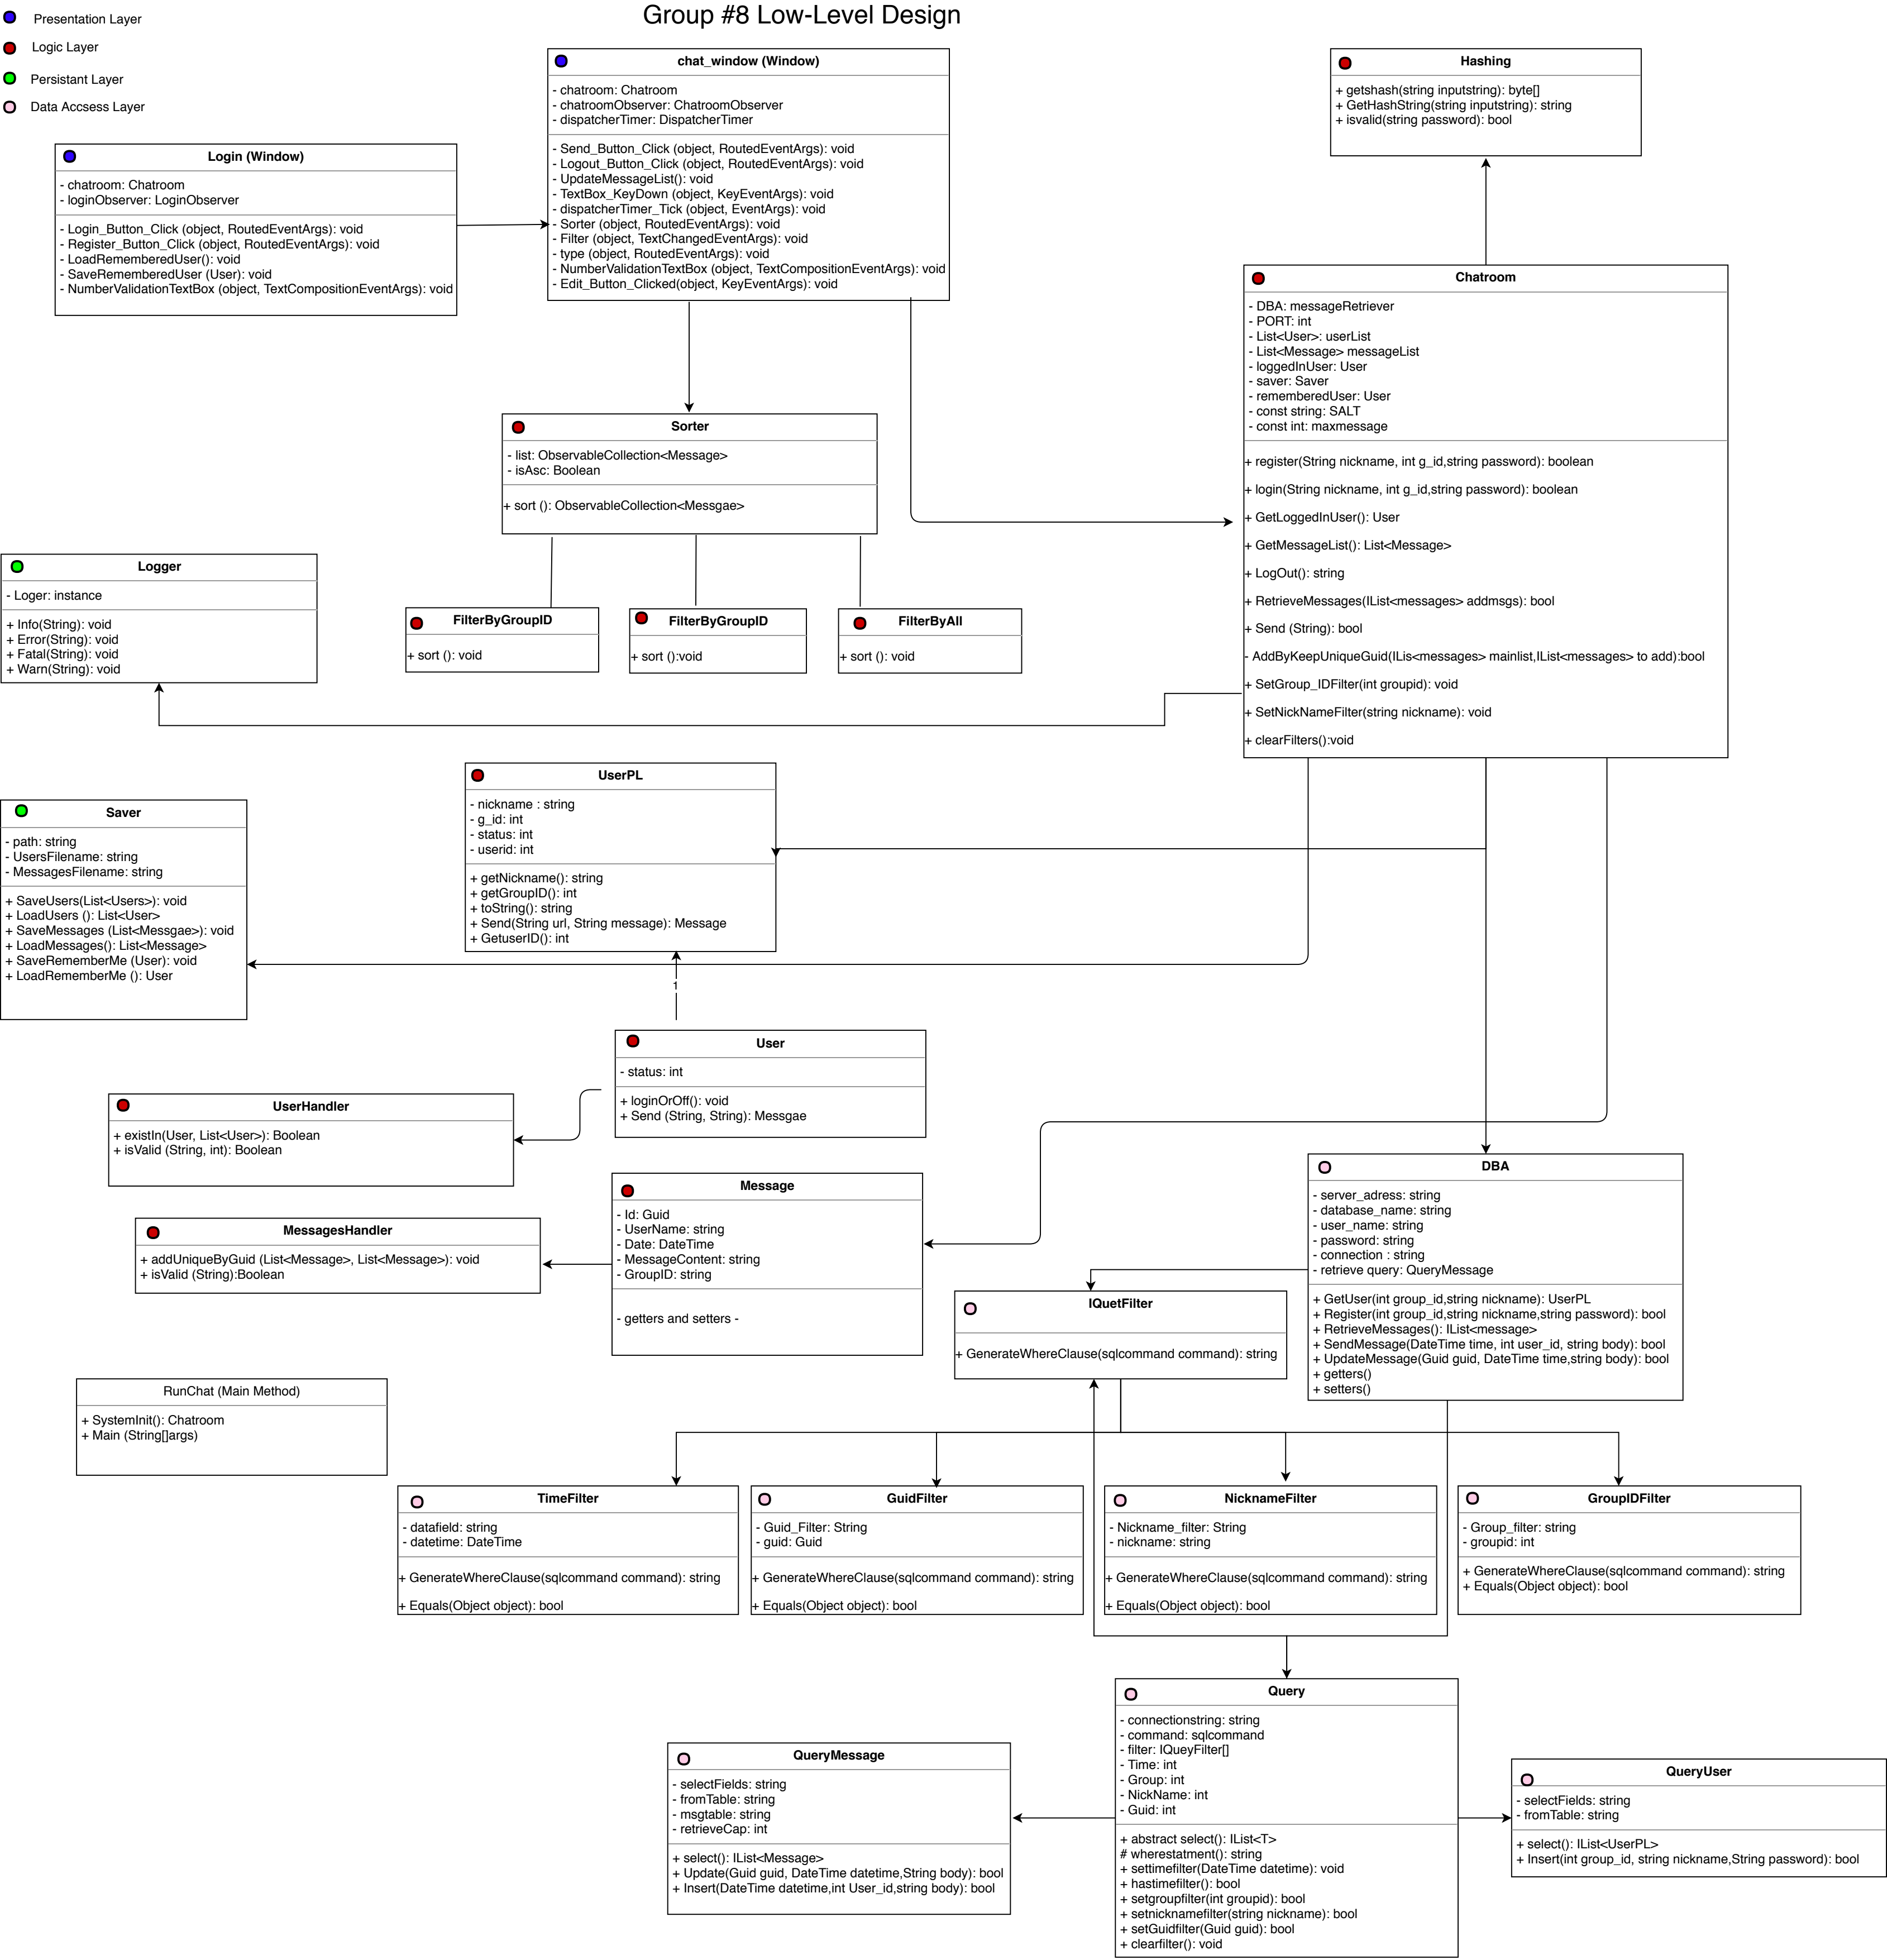 Group #8 Low-Level Design
Presentation Layer
Logic Layer
Persistant Layer
Data Accsess Layer
Login (Window)
- chatroom: Chatroom
- loginObserver: LoginObserver
- Login_Button_Click (object, RoutedEventArgs): void
- Register_Button_Click (object, RoutedEventArgs): void
- LoadRememberedUser(): void
- SaveRememberedUser (User): void
- NumberValidationTextBox (object, TextCompositionEventArgs): void
chat_window (Window)
- chatroom: Chatroom
- chatroomObserver: ChatroomObserver
- dispatcherTimer: DispatcherTimer
- Send_Button_Click (object, RoutedEventArgs): void
- Logout_Button_Click (object, RoutedEventArgs): void
- UpdateMessageList(): void
- TextBox_KeyDown (object, KeyEventArgs): void
- dispatcherTimer_Tick (object, EventArgs): void
- Sorter (object, RoutedEventArgs): void
- Filter (object, TextChangedEventArgs): void
- type (object, RoutedEventArgs): void
- NumberValidationTextBox (object, TextCompositionEventArgs): void
- Edit_Button_Clicked(object, KeyEventArgs): void
Hashing
+ getshash(string inputstring): byte[]
+ GetHashString(string inputstring): string
+ isvalid(string password): bool
Chatroom
- DBA: messageRetriever
- PORT: int
- List<User>: userList
- List<Message> messageList
- loggedInUser: User
- saver: Saver
- rememberedUser: User
- const string: SALT
- const int: maxmessage
+ register(String nickname, int g_id,string password): boolean
+ login(String nickname, int g_id,string password): boolean
+ GetLoggedInUser(): User
+ GetMessageList(): List<Message>
+ LogOut(): string
+ RetrieveMessages(IList<messages> addmsgs): bool
+ Send (String): bool
- AddByKeepUniqueGuid(ILis<messages> mainlist,IList<messages> to add):bool
+ SetGroup_IDFilter(int groupid): void
+ SetNickNameFilter(string nickname): void
+ clearFilters():void
Sorter
- list: ObservableCollection<Message>
- isAsc: Boolean
+ sort (): ObservableCollection<Messgae>
Logger
- Loger: instance
+ Info(String): void
+ Error(String): void
+ Fatal(String): void
+ Warn(String): void
FilterByGroupID
+ sort (): void
FilterByGroupID
+ sort ():void
FilterByAll
+ sort (): void
UserPL
- nickname : string
- g_id: int
- status: int
- userid: int
+ getNickname(): string
+ getGroupID(): int
+ toString(): string
+ Send(String url, String message): Message
+ GetuserID(): int
Saver
- path: string
- UsersFilename: string
- MessagesFilename: string
+ SaveUsers(List<Users>): void
+ LoadUsers (): List<User>
+ SaveMessages (List<Messgae>): void
+ LoadMessages(): List<Message>
+ SaveRememberMe (User): void
+ LoadRememberMe (): User
1
User
- status: int
+ loginOrOff(): void
+ Send (String, String): Messgae
UserHandler
+ existIn(User, List<User>): Boolean
+ isValid (String, int): Boolean
MessagesHandler
+ addUniqueByGuid (List<Message>, List<Message>): void
+ isValid (String):Boolean
Message
- Id: Guid
- UserName: string
- Date: DateTime
- MessageContent: string
- GroupID: string
- getters and setters -
DBA
- server_adress: string
- database_name: string
- user_name: string
- password: string
- connection : string
- retrieve query: QueryMessage
+ GetUser(int group_id,string nickname): UserPL
+ Register(int group_id,string nickname,string password): bool
+ RetrieveMessages(): IList<message>
+ SendMessage(DateTime time, int user_id, string body): bool
+ UpdateMessage(Guid guid, DateTime time,string body): bool
+ getters()
+ setters()
IQuetFilter
+ GenerateWhereClause(sqlcommand command): string
RunChat (Main Method)
+ SystemInit(): Chatroom
+ Main (String[]args)
TimeFilter
- datafield: string
- datetime: DateTime
+ GenerateWhereClause(sqlcommand command): string
+ Equals(Object object): bool
GuidFilter
- Guid_Filter: String
- guid: Guid
+ GenerateWhereClause(sqlcommand command): string
+ Equals(Object object): bool
NicknameFilter
- Nickname_filter: String
- nickname: string
+ GenerateWhereClause(sqlcommand command): string
+ Equals(Object object): bool
GroupIDFilter
- Group_filter: string
- groupid: int
+ GenerateWhereClause(sqlcommand command): string
+ Equals(Object object): bool
Query
- connectionstring: string
- command: sqlcommand
- filter: IQueyFilter[]
- Time: int
- Group: int
- NickName: int
- Guid: int
+ abstract select(): IList<T>
# wherestatment(): string
+ settimefilter(DateTime datetime): void
+ hastimefilter(): bool
+ setgroupfilter(int groupid): bool
+ setnicknamefilter(string nickname): bool
+ setGuidfilter(Guid guid): bool
+ clearfilter(): void
QueryMessage
- selectFields: string
- fromTable: string
- msgtable: string
- retrieveCap: int
+ select(): IList<Message>
+ Update(Guid guid, DateTime datetime,String body): bool
+ Insert(DateTime datetime,int User_id,string body): bool
QueryUser
- selectFields: string
- fromTable: string
+ select(): IList<UserPL>
+ Insert(int group_id, string nickname,String password): bool